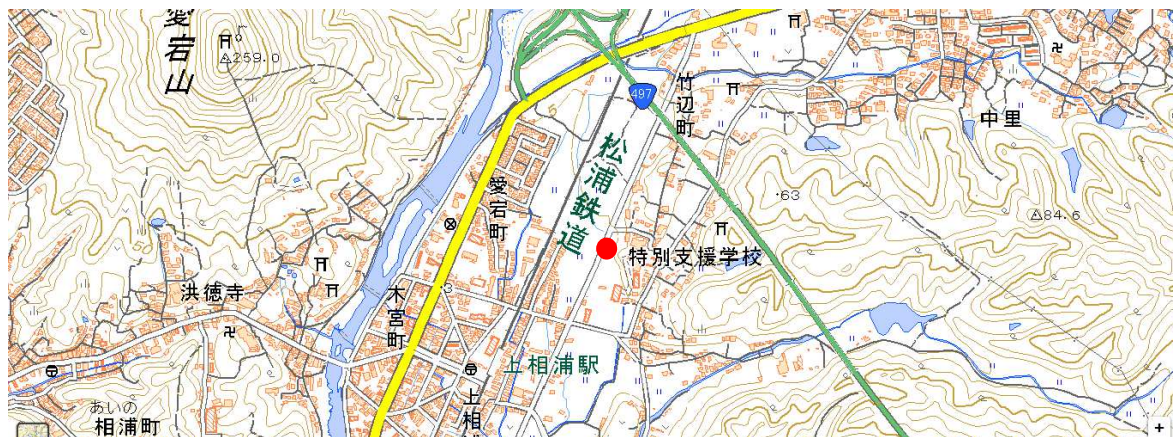 愛宕山
259.0
497
竹辺町
中里
松浦鉄道
愛宕町
63
84.6
特別支援学校
洪徳寺
木宮町
3
上相浦駅
上相
あいの
相浦町
+